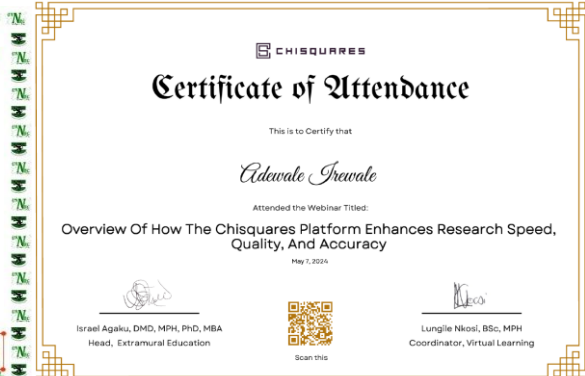 CHISQUARES
Certificate of Attendance
This is to Certify that
Adewale Irewale
Attended the Webinar Titled:
Overview Of How The Chisquares Platform Enhances Research Speed,
Quality, And Accuracy
May 7, 2024
Israel Agaku, DMD, MPH, PhD, MBA
Head, Extramural Education
Scan this
Lungile Nkosi, BSc, MPH
Coordinator, Virtual Learning